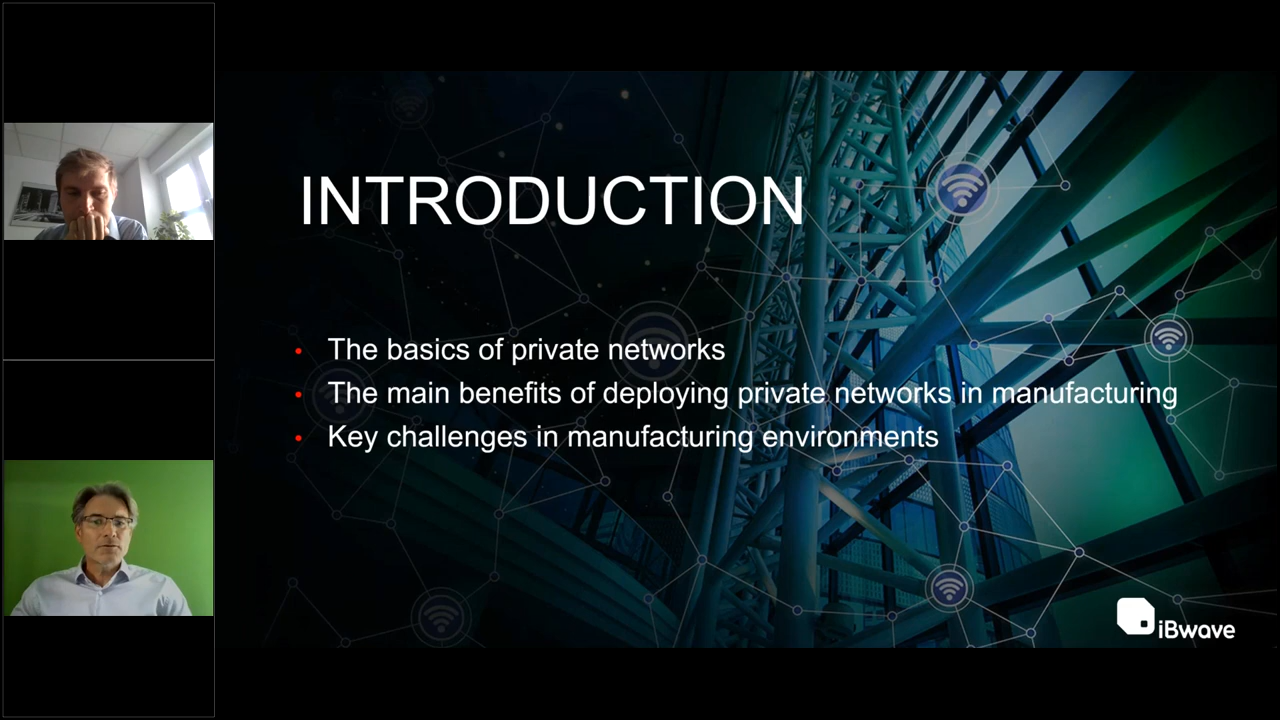 INTRODUCTION
• The basics of private networks
• The main benefits of deploying private networks in manufacturing
• Key challenges in manufacturing environments
iBwave